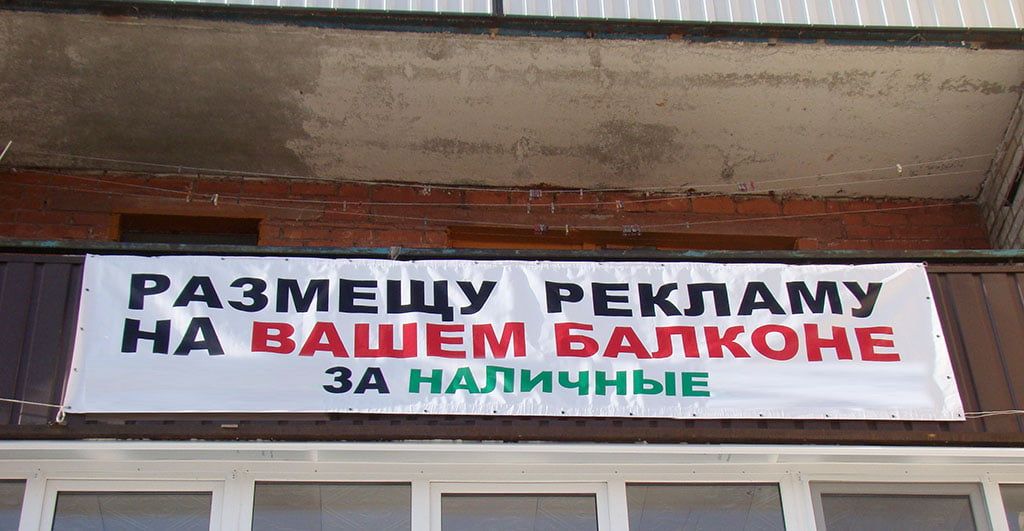 РАЗМЕЩУ РЕКЛАМУ
НА ВАШЕМ БАЛКОНЕ
ЗА НАЛИЧНЫЕ